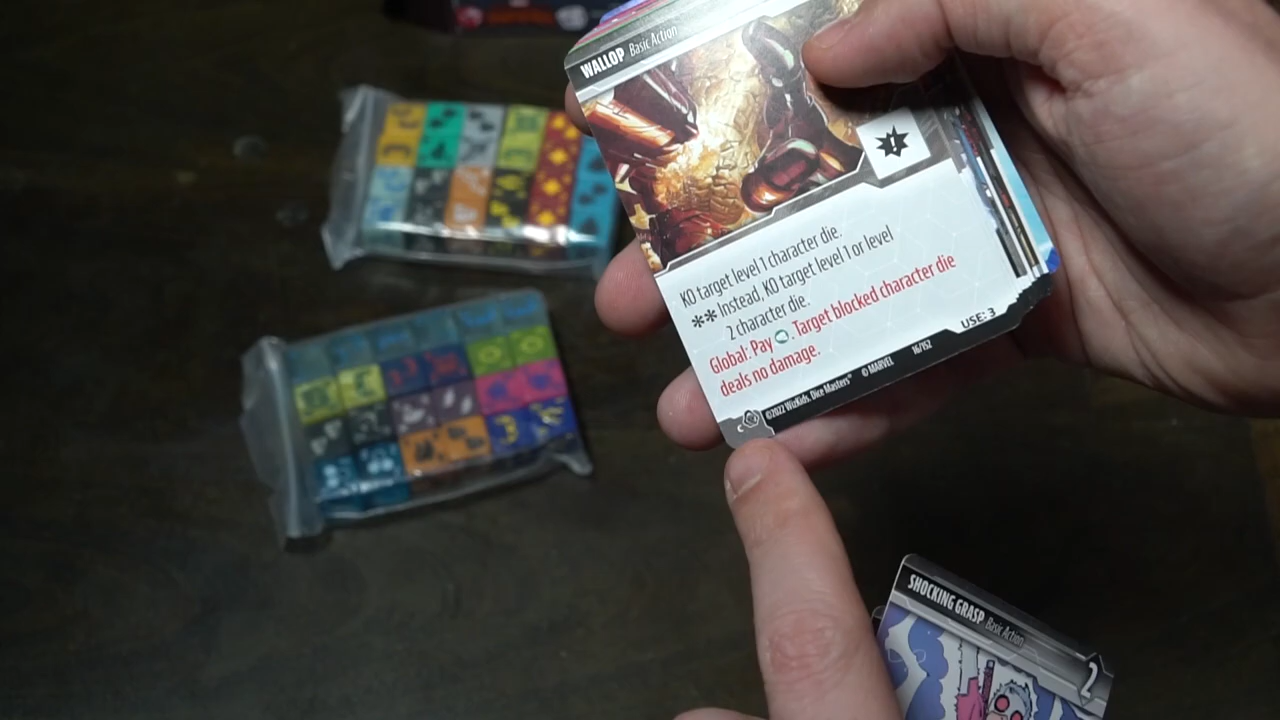 WALLOP Basic Action
KO target level 1 character die.
** Instead, KO target level 1 or level
2 character die.
Global: Pay . Target blocked character die
deals no damage.
USE: 3
©2022 WizKids. Dice Masters™ © MARVEL 16/152
C
SHOCKING GRASP Basic Action
2